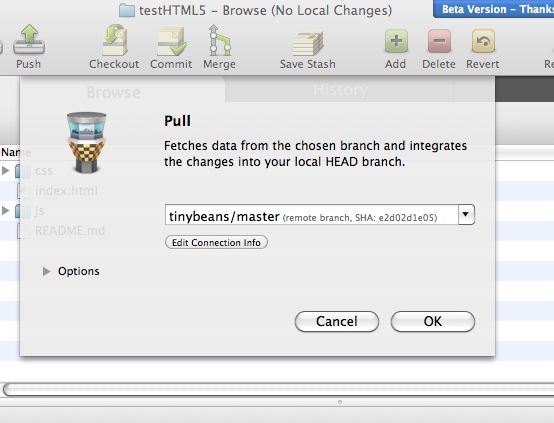 testHTML5 – Browse (No Local Changes)
Beta Version – Thanks
Push
Checkout
Commit
Merge
Save Stash
Add
Delete
Revert
Re
Browse
History
Name
css
index.html
js
README.md
Pull
Fetches data from the chosen branch and integrates
the changes into your local HEAD branch.
tinybeans/master (remote branch, SHA: e2d02d1e05)
Edit Connection Info
Options
Cancel
OK